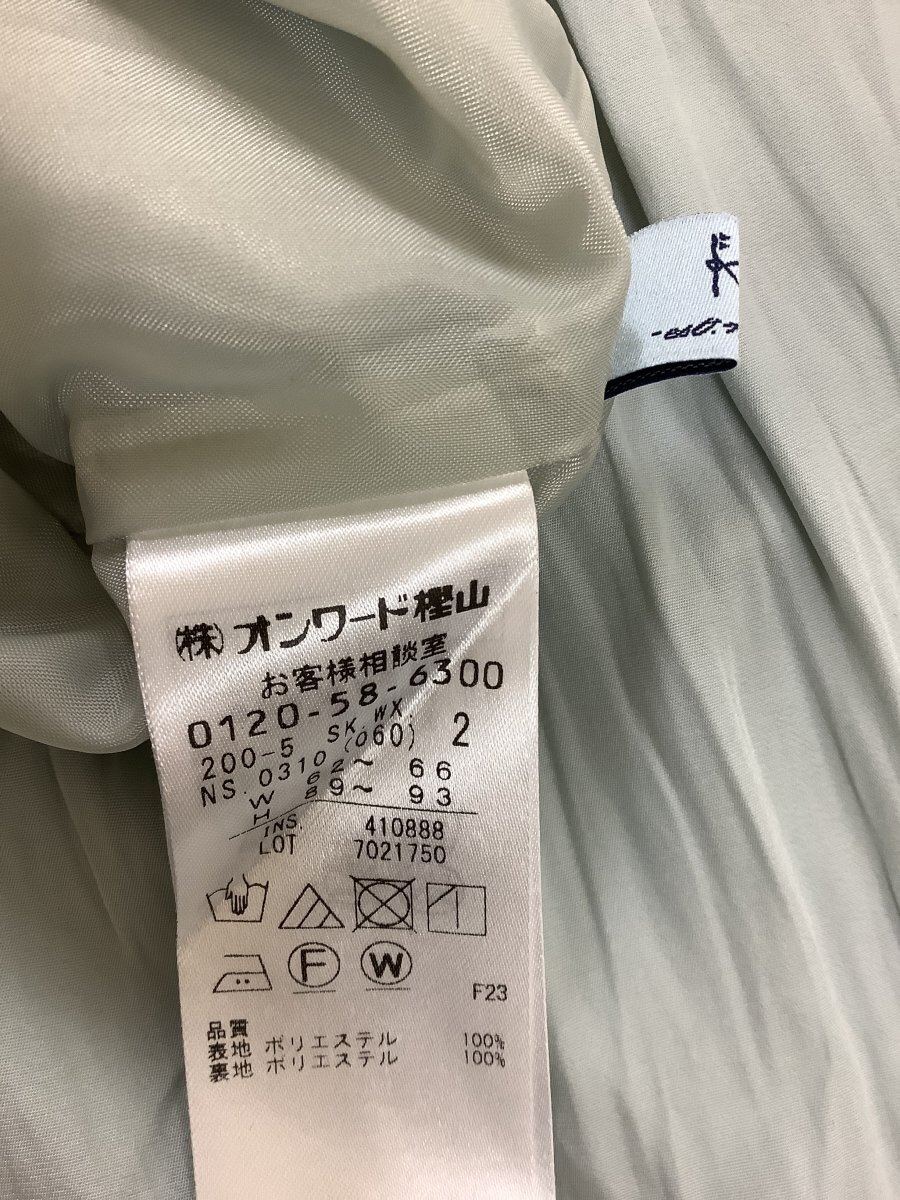 ㈱オンワード樫山
お客様相談室
0120-58-6300
200-5 SK.WX. 2
NS.0310(060)
W 62～ 66
H 89～ 93
INS. 410888
LOT 7021750
F
W
F23
品質
表地 ポリエステル 100%
裏地 ポリエステル 100%